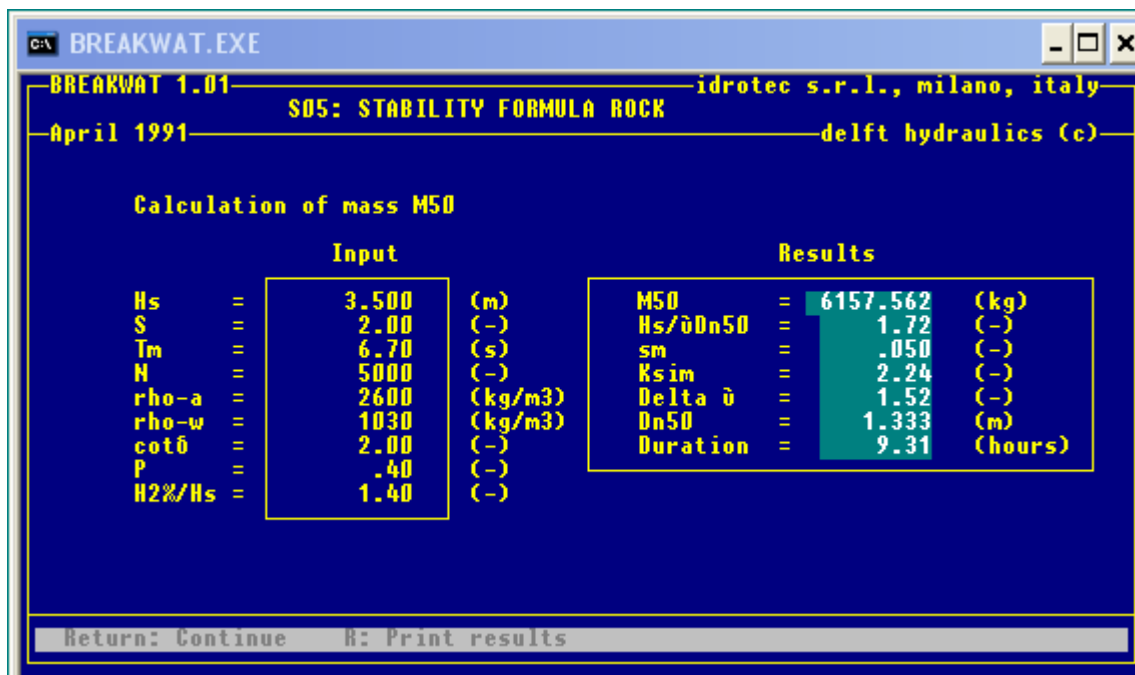 BREAKWAT.EXE
BREAKWAT 1.01 idrotec s.r.l., milano, italy
S05: STABILITY FORMULA ROCK
April 1991 delft hydraulics (c)
Calculation of mass M50
Input Results
Hs = 3.500 (m) M50 = 6157.562 (kg)
S = 2.00 (-) Hs/òDn50 = 1.72 (-)
Tm = 6.70 (s) sm = .050 (-)
N = 5000 (-) Ksim = 2.24 (-)
rho-a = 2600 (kg/m3) Delta ò = 1.52 (-)
rho-w = 1030 (kg/m3) Dn50 = 1.333 (m)
cotõ = 2.00 (-) Duration = 9.31 (hours)
P = .40 (-)
H2%/Hs = 1.40 (-)
Return: Continue R: Print results